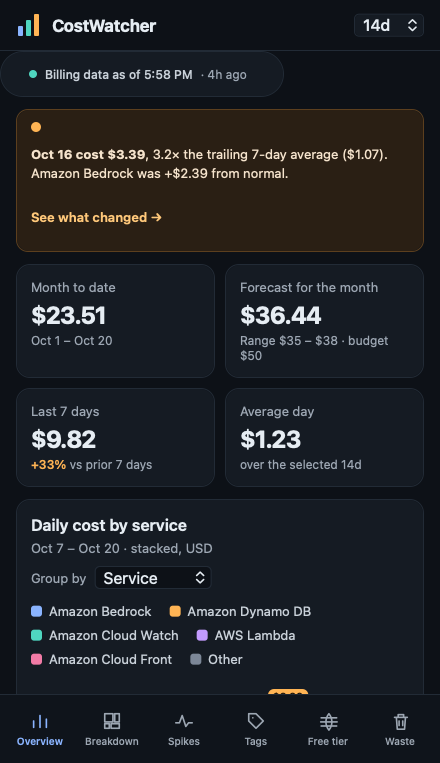 CostWatcher
14d
Billing data as of 5:58 PM · 4h ago
Oct 16 cost $3.39, 3.2× the trailing 7-day average ($1.07).
Amazon Bedrock was +$2.39 from normal.
See what changed →
Month to date
$23.51
Oct 1 – Oct 20
Forecast for the month
$36.44
Range $35 – $38 · budget
$50
Last 7 days
$9.82
+33% vs prior 7 days
Average day
$1.23
over the selected 14d
Daily cost by service
Oct 7 – Oct 20 · stacked, USD
Group by Service
Amazon Bedrock Amazon Dynamo DB
Amazon Cloud Watch AWS Lambda
Amazon Cloud Front Other
Overview Breakdown Spikes Tags Free tier Waste